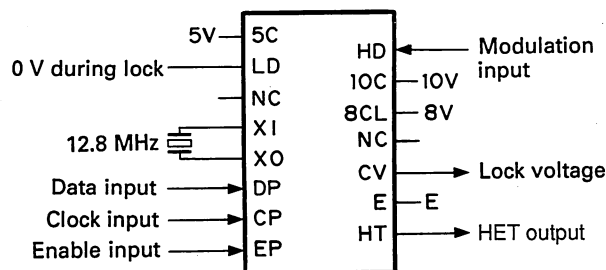 5V 5C
0 V during lock LD
NC
12.8 MHz
XI
XO
Data input DP
Clock input CP
Enable input EP
HD Modulation
input
10C 10V
8CL 8V
NC
CV Lock voltage
E E
HT HET output